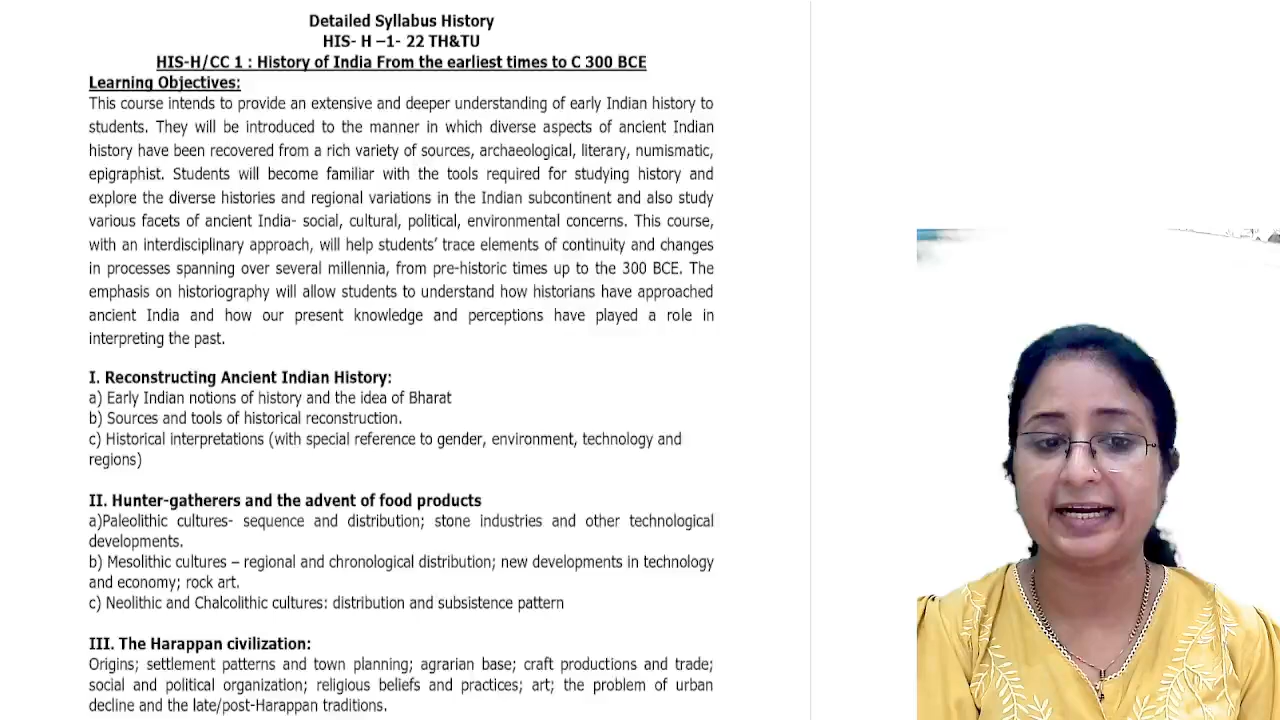 Detailed Syllabus History
HIS- H –1- 22 TH&TU
HIS-H/CC 1 : History of India From the earliest times to C 300 BCE
Learning Objectives:
This course intends to provide an extensive and deeper understanding of early Indian history to
students. They will be introduced to the manner in which diverse aspects of ancient Indian
history have been recovered from a rich variety of sources, archaeological, literary, numismatic,
epigraphist. Students will become familiar with the tools required for studying history and
explore the diverse histories and regional variations in the Indian subcontinent and also study
various facets of ancient India- social, cultural, political, environmental concerns. This course,
with an interdisciplinary approach, will help students’ trace elements of continuity and changes
in processes spanning over several millennia, from pre-historic times up to the 300 BCE. The
emphasis on historiography will allow students to understand how historians have approached
ancient India and how our present knowledge and perceptions have played a role in
interpreting the past.
I. Reconstructing Ancient Indian History:
a) Early Indian notions of history and the idea of Bharat
b) Sources and tools of historical reconstruction.
c) Historical interpretations (with special reference to gender, environment, technology and
regions)
II. Hunter-gatherers and the advent of food products
a)Paleolithic cultures- sequence and distribution; stone industries and other technological
developments.
b) Mesolithic cultures – regional and chronological distribution; new developments in technology
and economy; rock art.
c) Neolithic and Chalcolithic cultures: distribution and subsistence pattern
III. The Harappan civilization:
Origins; settlement patterns and town planning; agrarian base; craft productions and trade;
social and political organization; religious beliefs and practices; art; the problem of urban
decline and the late/post-Harappan traditions.